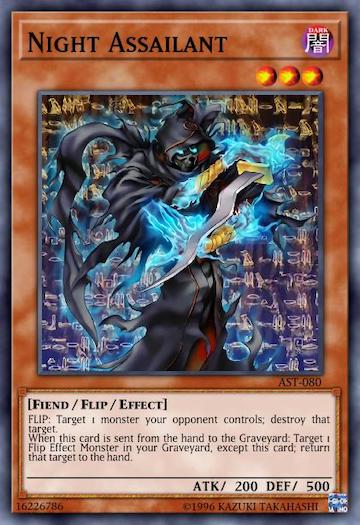 Night Assailant
DARK
闇
AST-080
[Fiend / Flip / Effect]
FLIP: Target 1 monster your opponent controls; destroy that
target.
When this card is sent from the hand to the Graveyard: Target 1
Flip Effect Monster in your Graveyard, except this card; return
that target to the hand.
ATK/ 200 DEF/ 500
16226786
©1996 KAZUKI TAKAHASHI